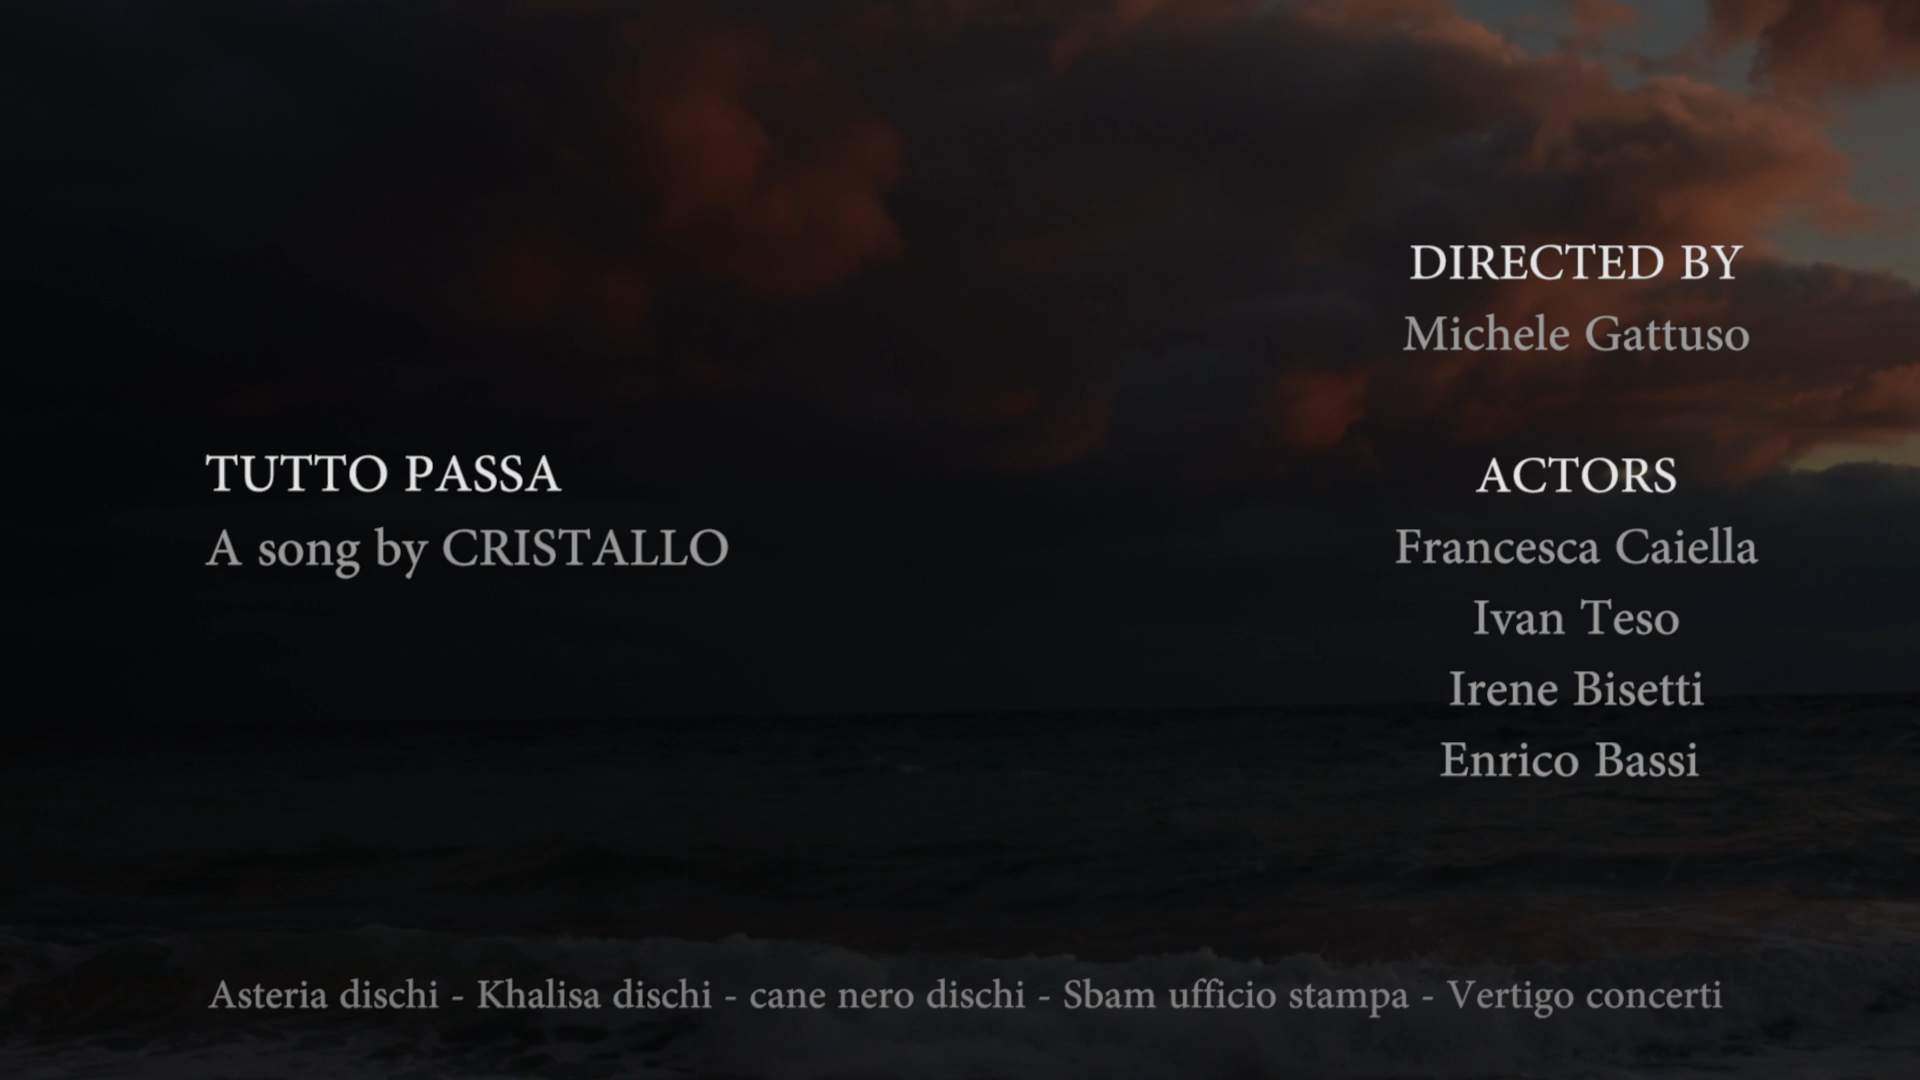 TUTTO PASSA
A song by CRISTALLO
DIRECTED BY
Michele Gattuso
ACTORS
Francesca Caiella
Ivan Teso
Irene Bisetti
Enrico Bassi
Asteria dischi - Khalisa dischi - cane nero dischi - Sbam ufficio stampa - Vertigo concerti